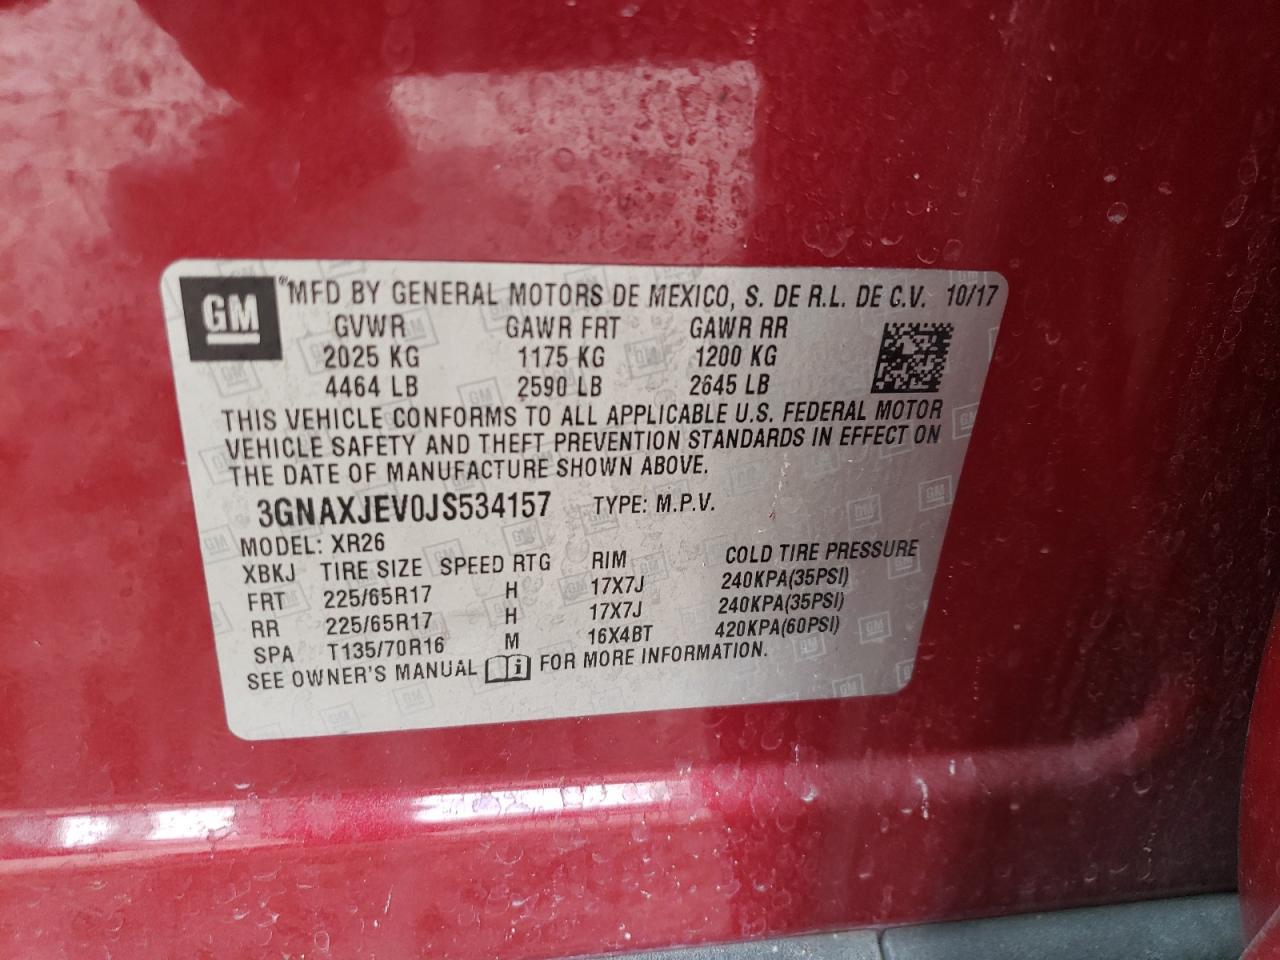 GM ® MFD BY GENERAL MOTORS DE MEXICO, S. DE R.L. DE C.V. 10/17
GVWR GAWR FRT GAWR RR
2025 KG 1175 KG 1200 KG
4464 LB 2590 LB 2645 LB
THIS VEHICLE CONFORMS TO ALL APPLICABLE U.S. FEDERAL MOTOR
VEHICLE SAFETY AND THEFT PREVENTION STANDARDS IN EFFECT ON
THE DATE OF MANUFACTURE SHOWN ABOVE.
3GNAXJEV0JS534157 TYPE: M.P.V.
MODEL: XR26
XBKJ TIRE SIZE SPEED RTG RIM COLD TIRE PRESSURE
FRT 225/65R17 H 17X7J 240KPA(35PSI)
RR 225/65R17 H 17X7J 240KPA(35PSI)
SPA T135/70R16 M 16X4BT 420KPA(60PSI)
SEE OWNER'S MANUAL i FOR MORE INFORMATION.